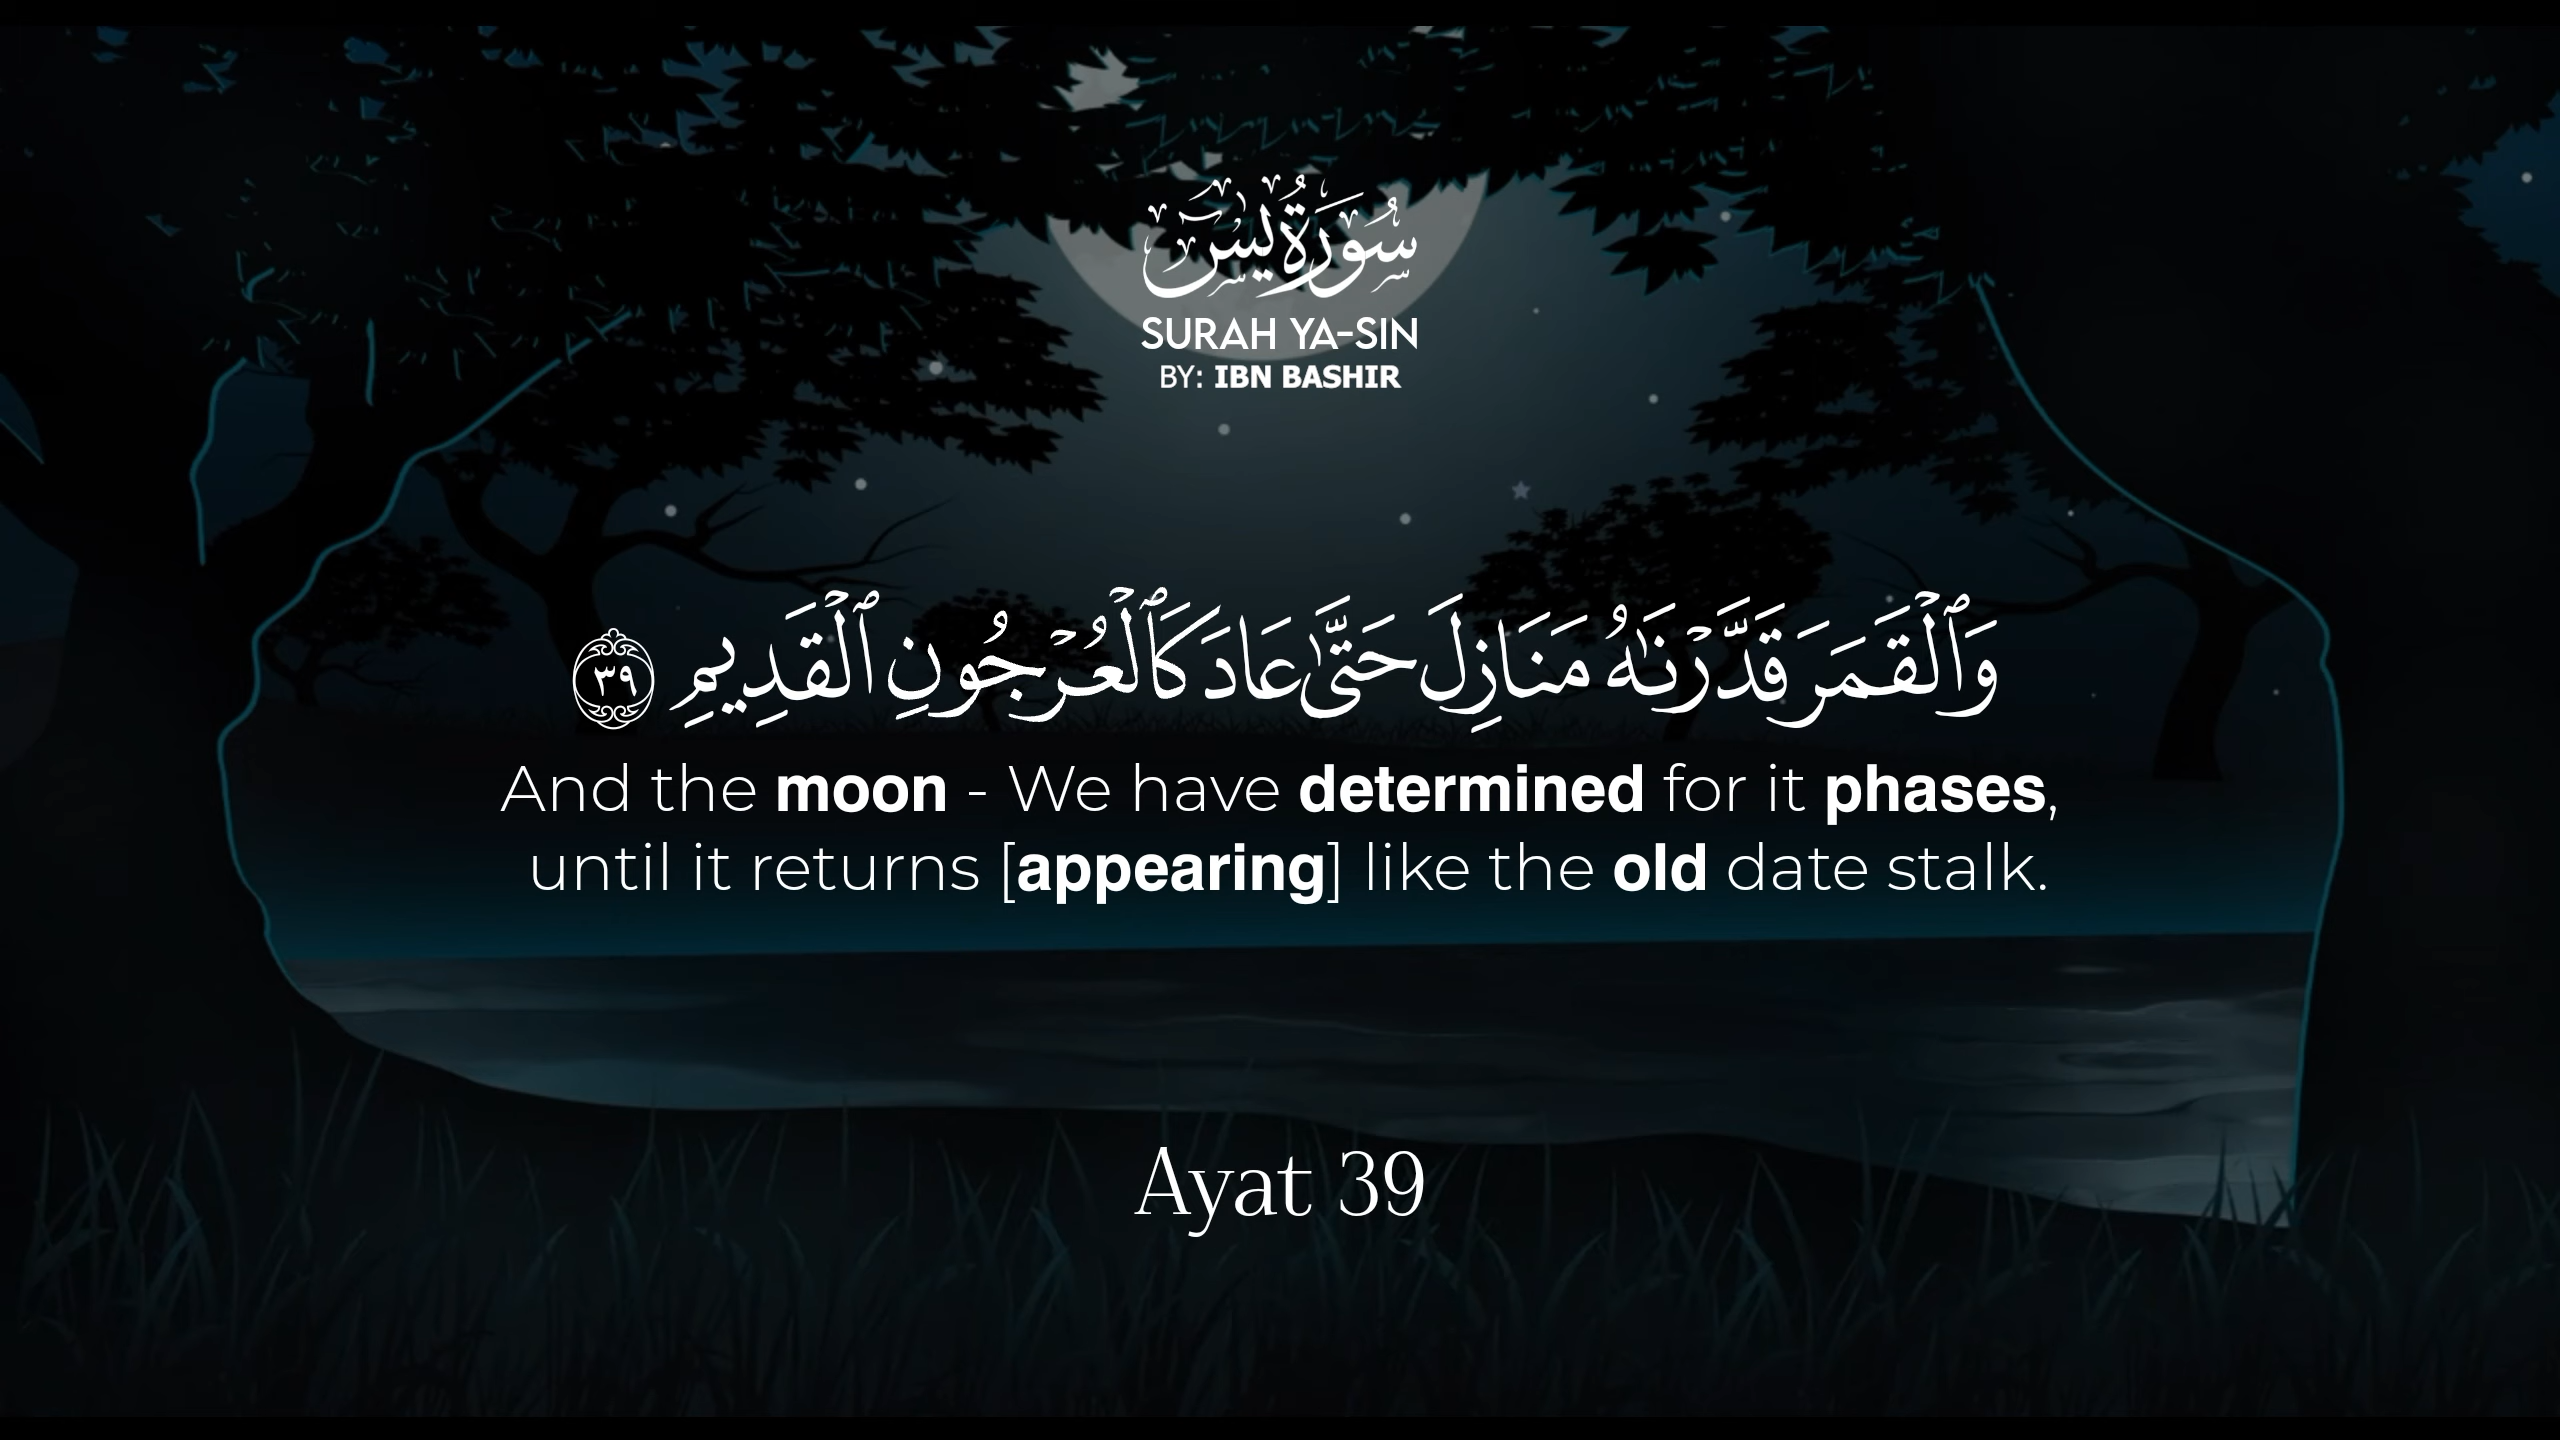 سُورَةُ يسٓ
SURAH YA-SIN
BY: IBN BASHIR
وَٱلْقَمَرَ قَدَّرْنَـٰهُ مَنَازِلَ حَتَّىٰ عَادَ كَٱلْعُرْجُونِ ٱلْقَدِيمِ ٣٩
And the moon - We have determined for it phases,
until it returns [appearing] like the old date stalk.
Ayat 39